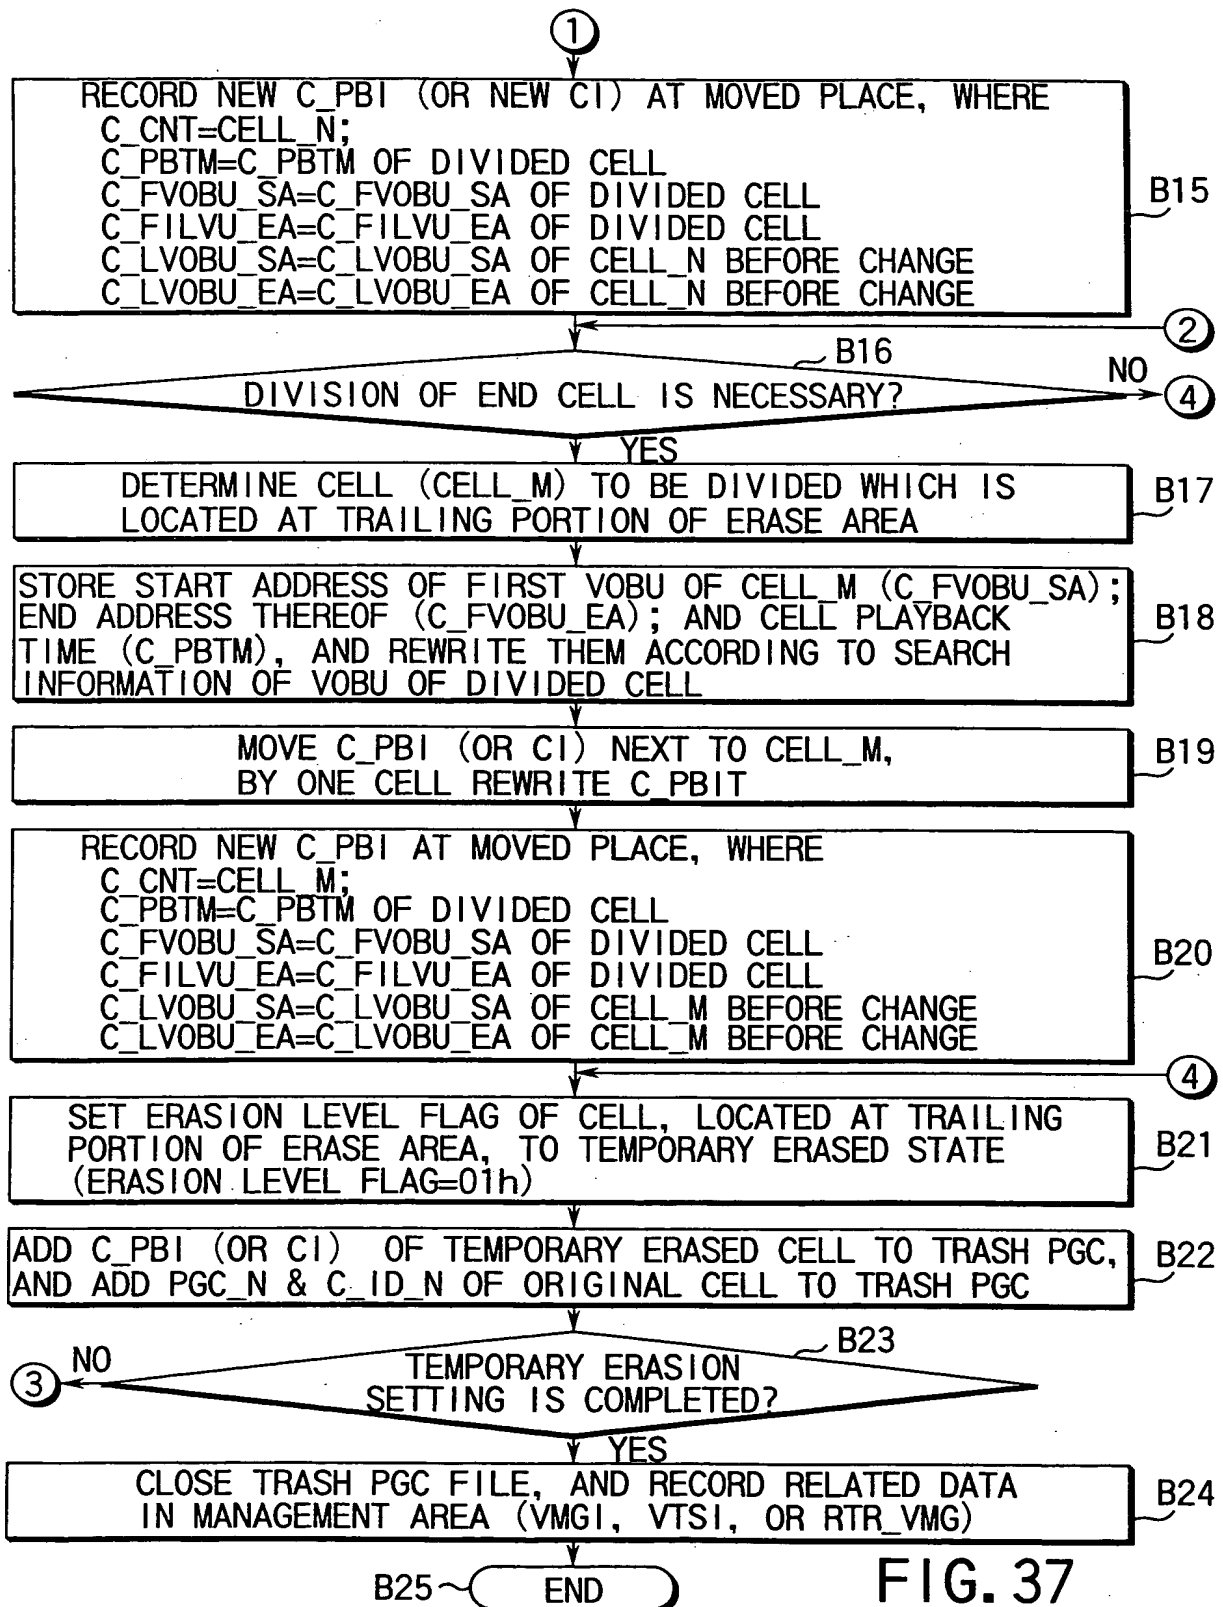 1
RECORD NEW C_PBI (OR NEW CI) AT MOVED PLACE, WHERE
C_CNT=CELL_N;
C_PBTM=C_PBTM OF DIVIDED CELL
C_FVOBU_SA=C_FVOBU_SA OF DIVIDED CELL
C_FILVU_EA=C_FILVU_EA OF DIVIDED CELL
C_LVOBU_SA=C_LVOBU_SA OF CELL_N BEFORE CHANGE
C_LVOBU_EA=C_LVOBU_EA OF CELL_N BEFORE CHANGE
B15
2
B16
DIVISION OF END CELL IS NECESSARY?
NO
4
YES
DETERMINE CELL (CELL_M) TO BE DIVIDED WHICH IS
LOCATED AT TRAILING PORTION OF ERASE AREA
B17
STORE START ADDRESS OF FIRST VOBU OF CELL_M (C_FVOBU_SA);
END ADDRESS THEREOF (C_FVOBU_EA); AND CELL PLAYBACK
TIME (C_PBTM), AND REWRITE THEM ACCORDING TO SEARCH
INFORMATION OF VOBU OF DIVIDED CELL
B18
MOVE C_PBI (OR CI) NEXT TO CELL_M,
BY ONE CELL REWRITE C_PBIT
B19
RECORD NEW C_PBI AT MOVED PLACE, WHERE
C_CNT=CELL_M;
C_PBTM=C_PBTM OF DIVIDED CELL
C_FVOBU_SA=C_FVOBU_SA OF DIVIDED CELL
C_FILVU_EA=C_FILVU_EA OF DIVIDED CELL
C_LVOBU_SA=C_LVOBU_SA OF CELL_M BEFORE CHANGE
C_LVOBU_EA=C_LVOBU_EA OF CELL_M BEFORE CHANGE
B20
4
SET ERASION LEVEL FLAG OF CELL, LOCATED AT TRAILING
PORTION OF ERASE AREA, TO TEMPORARY ERASED STATE
(ERASION LEVEL FLAG=01h)
B21
ADD C_PBI (OR CI) OF TEMPORARY ERASED CELL TO TRASH PGC,
AND ADD PGC_N & C_ID_N OF ORIGINAL CELL TO TRASH PGC
B22
B23
TEMPORARY ERASION
SETTING IS COMPLETED?
NO
3
YES
CLOSE TRASH PGC FILE, AND RECORD RELATED DATA
IN MANAGEMENT AREA (VMGI, VTSI, OR RTR_VMG)
B24
B25
END
FIG. 37